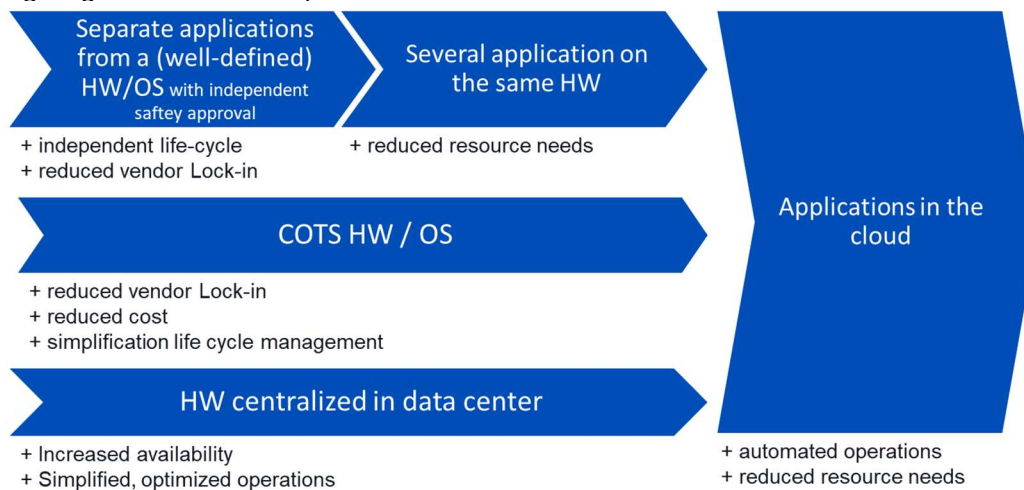 Separate applications
from a (well-defined)
HW/OS with independent
saftey approval
Several application on
the same HW
+ independent life-cycle
+ reduced vendor Lock-in
+ reduced resource needs
COTS HW / OS
+ reduced vendor Lock-in
+ reduced cost
+ simplification life cycle management
HW centralized in data center
+ Increased availability
+ Simplified, optimized operations
Applications in the
cloud
+ automated operations
+ reduced resource needs